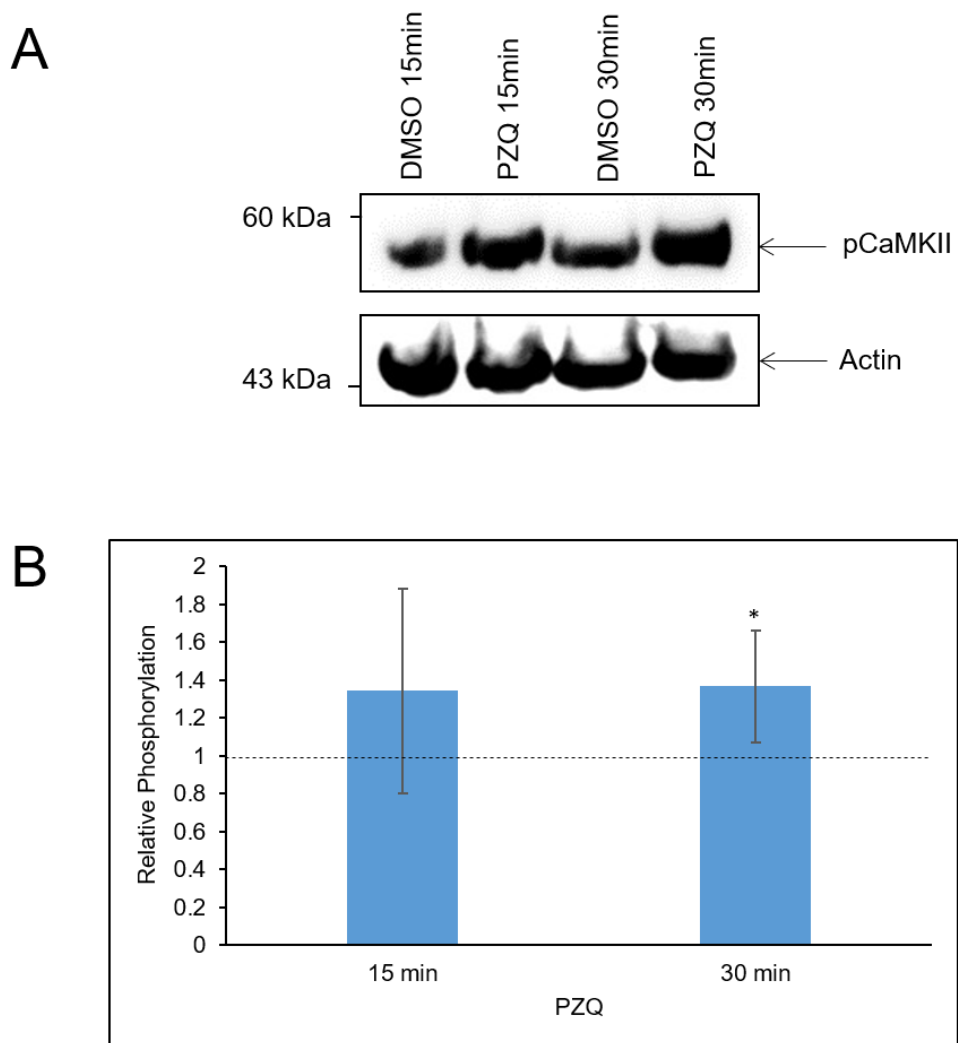 A
DMSO 15min
PZQ 15min
DMSO 30min
PZQ 30min
60 kDa
pCaMKII
43 kDa
Actin
B
Relative Phosphorylation
2
1.8
1.6
1.4
1.2
1
0.8
0.6
0.4
0.2
0
*
15 min
30 min
PZQ